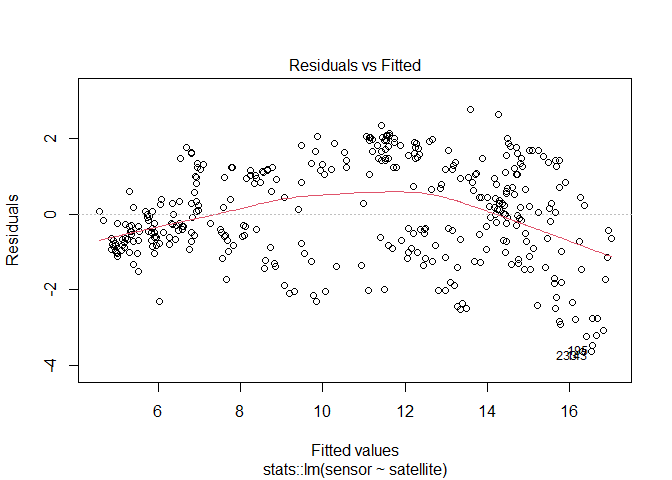 Residuals vs Fitted
Residuals
2
0
-2
-4
195
6
8
10
12
14
16
Fitted values
stats::lm(sensor ~ satellite)